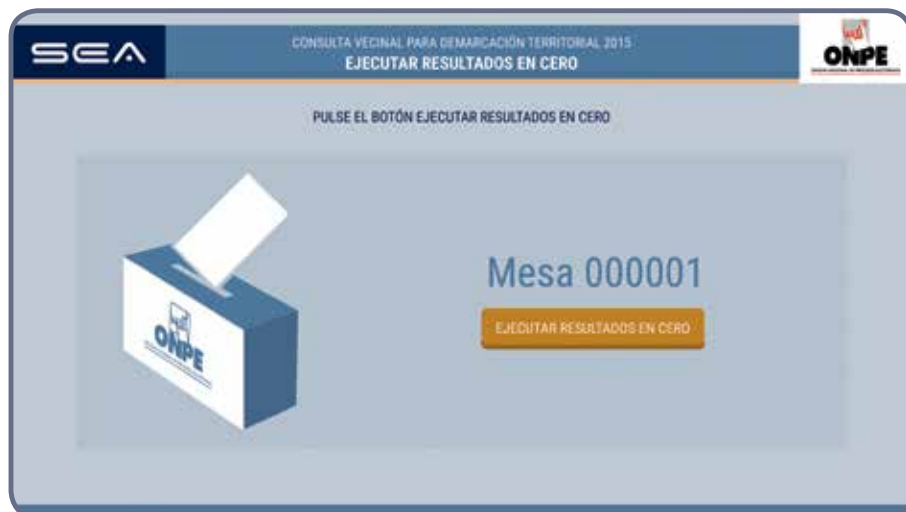 SEA
CONSULTA VECINAL PARA DEMARCACIÓN TERRITORIAL 2015
EJECUTAR RESULTADOS EN CERO
ONPE
PULSE EL BOTÓN EJECUTAR RESULTADOS EN CERO
Mesa 000001
EJECUTAR RESULTADOS EN CERO
ONPE